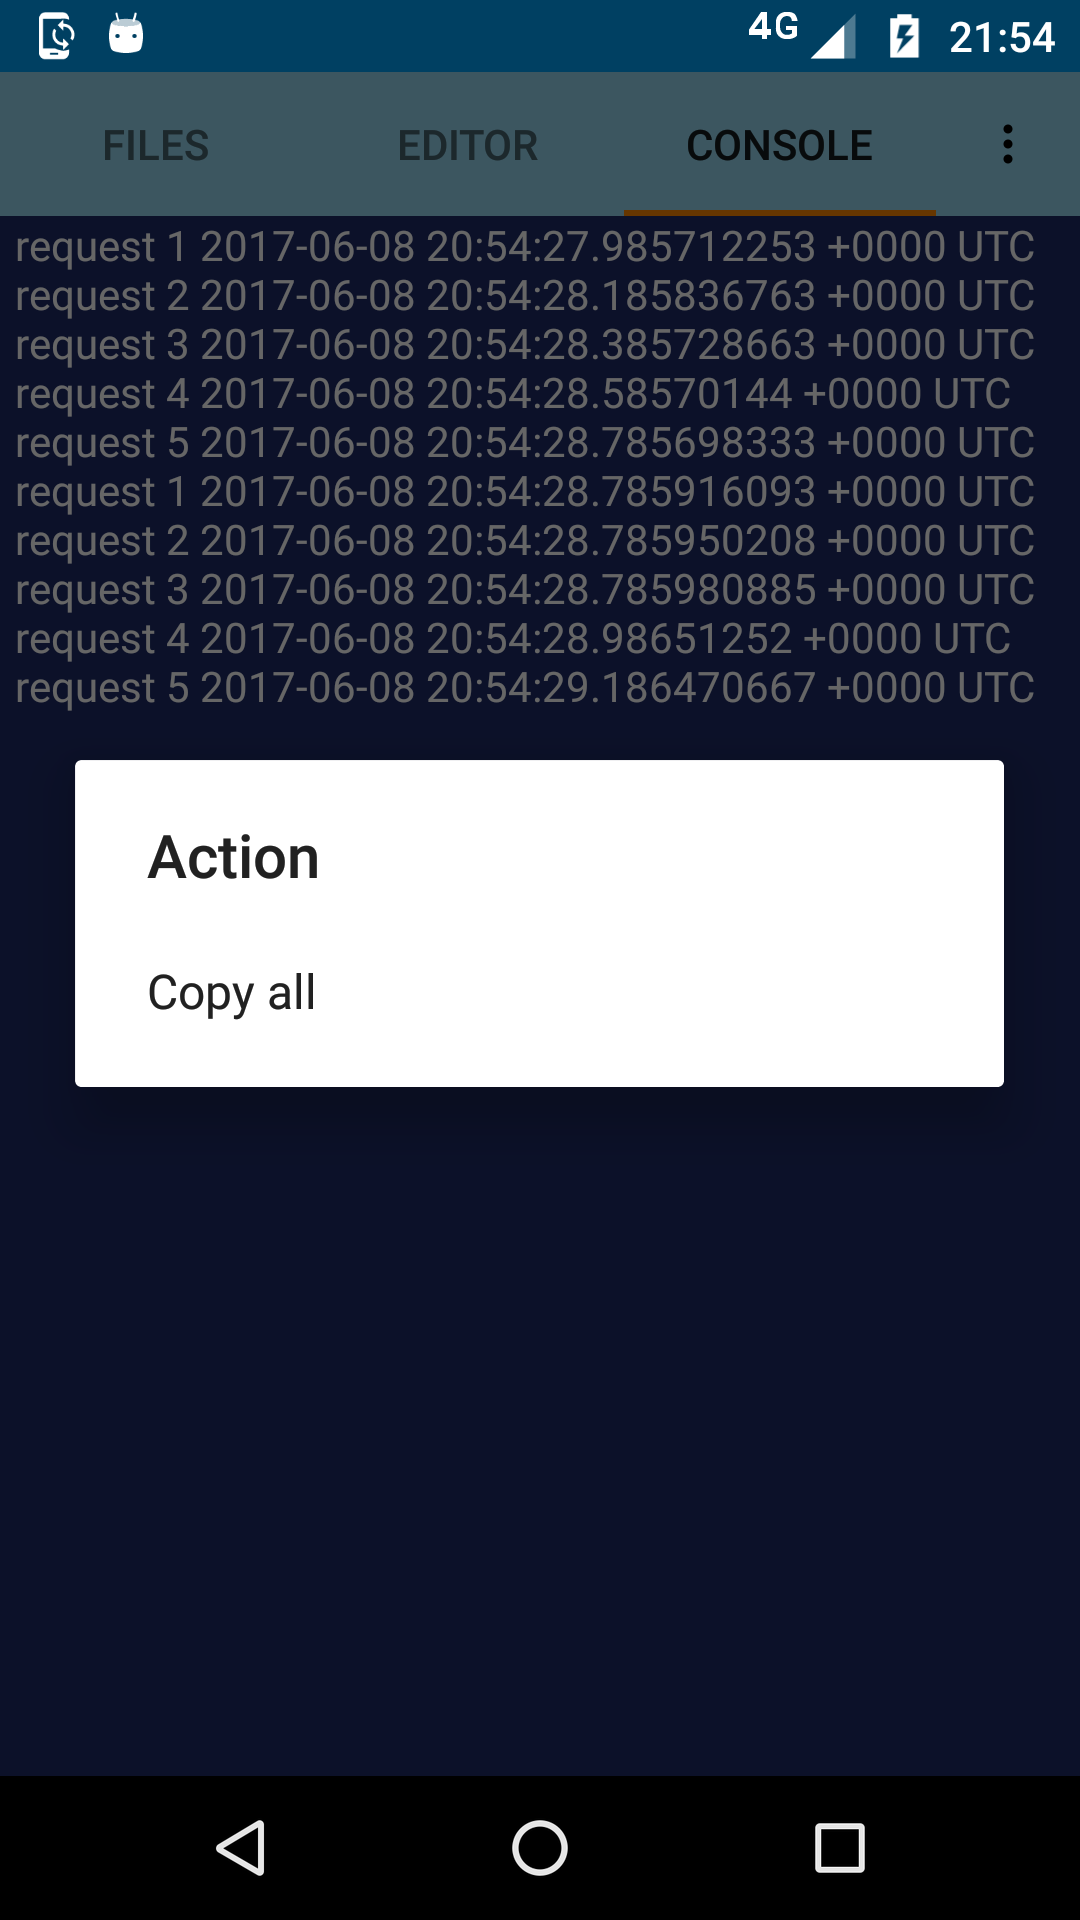 4G 21:54
FILES EDITOR CONSOLE
request 1 2017-06-08 20:54:27.985712253 +0000 UTC
request 2 2017-06-08 20:54:28.185836763 +0000 UTC
request 3 2017-06-08 20:54:28.385728663 +0000 UTC
request 4 2017-06-08 20:54:28.58570144 +0000 UTC
request 5 2017-06-08 20:54:28.785698333 +0000 UTC
request 1 2017-06-08 20:54:28.785916093 +0000 UTC
request 2 2017-06-08 20:54:28.785950208 +0000 UTC
request 3 2017-06-08 20:54:28.785980885 +0000 UTC
request 4 2017-06-08 20:54:28.98651252 +0000 UTC
request 5 2017-06-08 20:54:29.186470667 +0000 UTC
Action
Copy all